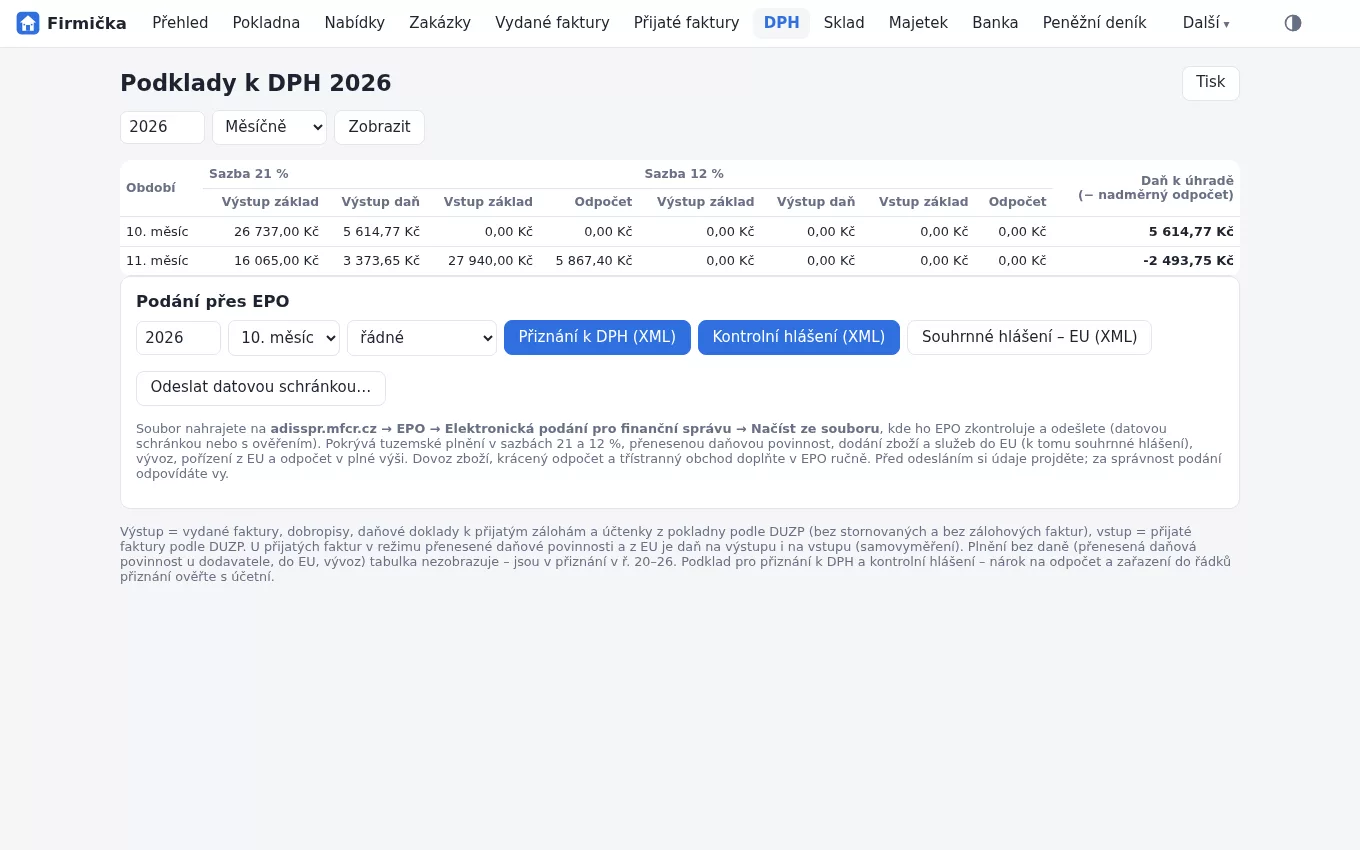 Firmička Přehled Pokladna Nabídky Zakázky Vydané faktury Přijaté faktury DPH Sklad Majetek Banka Peněžní deník Další ▾
Podklady k DPH 2026 Tisk
2026 Měsíčně Zobrazit
Období Sazba 21 % Sazba 12 % Daň k úhradě
(− nadměrný odpočet)
Výstup základ Výstup daň Vstup základ Odpočet Výstup základ Výstup daň Vstup základ Odpočet
10. měsíc 26 737,00 Kč 5 614,77 Kč 0,00 Kč 0,00 Kč 0,00 Kč 0,00 Kč 0,00 Kč 0,00 Kč 5 614,77 Kč
11. měsíc 16 065,00 Kč 3 373,65 Kč 27 940,00 Kč 5 867,40 Kč 0,00 Kč 0,00 Kč 0,00 Kč 0,00 Kč -2 493,75 Kč
Podání přes EPO
2026 10. měsíc řádné Přiznání k DPH (XML) Kontrolní hlášení (XML) Souhrnné hlášení – EU (XML)
Odeslat datovou schránkou…
Soubor nahrajete na adisspr.mfcr.cz → EPO → Elektronická podání pro finanční správu → Načíst ze souboru, kde ho EPO zkontroluje a odešlete (datovou
schránkou nebo s ověřením). Pokrývá tuzemské plnění v sazbách 21 a 12 %, přenesenou daňovou povinnost, dodání zboží a služeb do EU (k tomu souhrnné hlášení),
vývoz, pořízení z EU a odpočet v plné výši. Dovoz zboží, krácený odpočet a třístranný obchod doplňte v EPO ručně. Před odesláním si údaje projděte; za správnost podání
odpovídáte vy.
Výstup = vydané faktury, dobropisy, daňové doklady k přijatým zálohám a účtenky z pokladny podle DUZP (bez stornovaných a bez zálohových faktur), vstup = přijaté
faktury podle DUZP. U přijatých faktur v režimu přenesené daňové povinnosti a z EU je daň na výstupu i na vstupu (samovyměření). Plnění bez daně (přenesená daňová
povinnost u dodavatele, do EU, vývoz) tabulka nezobrazuje – jsou v přiznání v ř. 20–26. Podklad pro přiznání k DPH a kontrolní hlášení – nárok na odpočet a zařazení do řádků
přiznání ověřte s účetní.